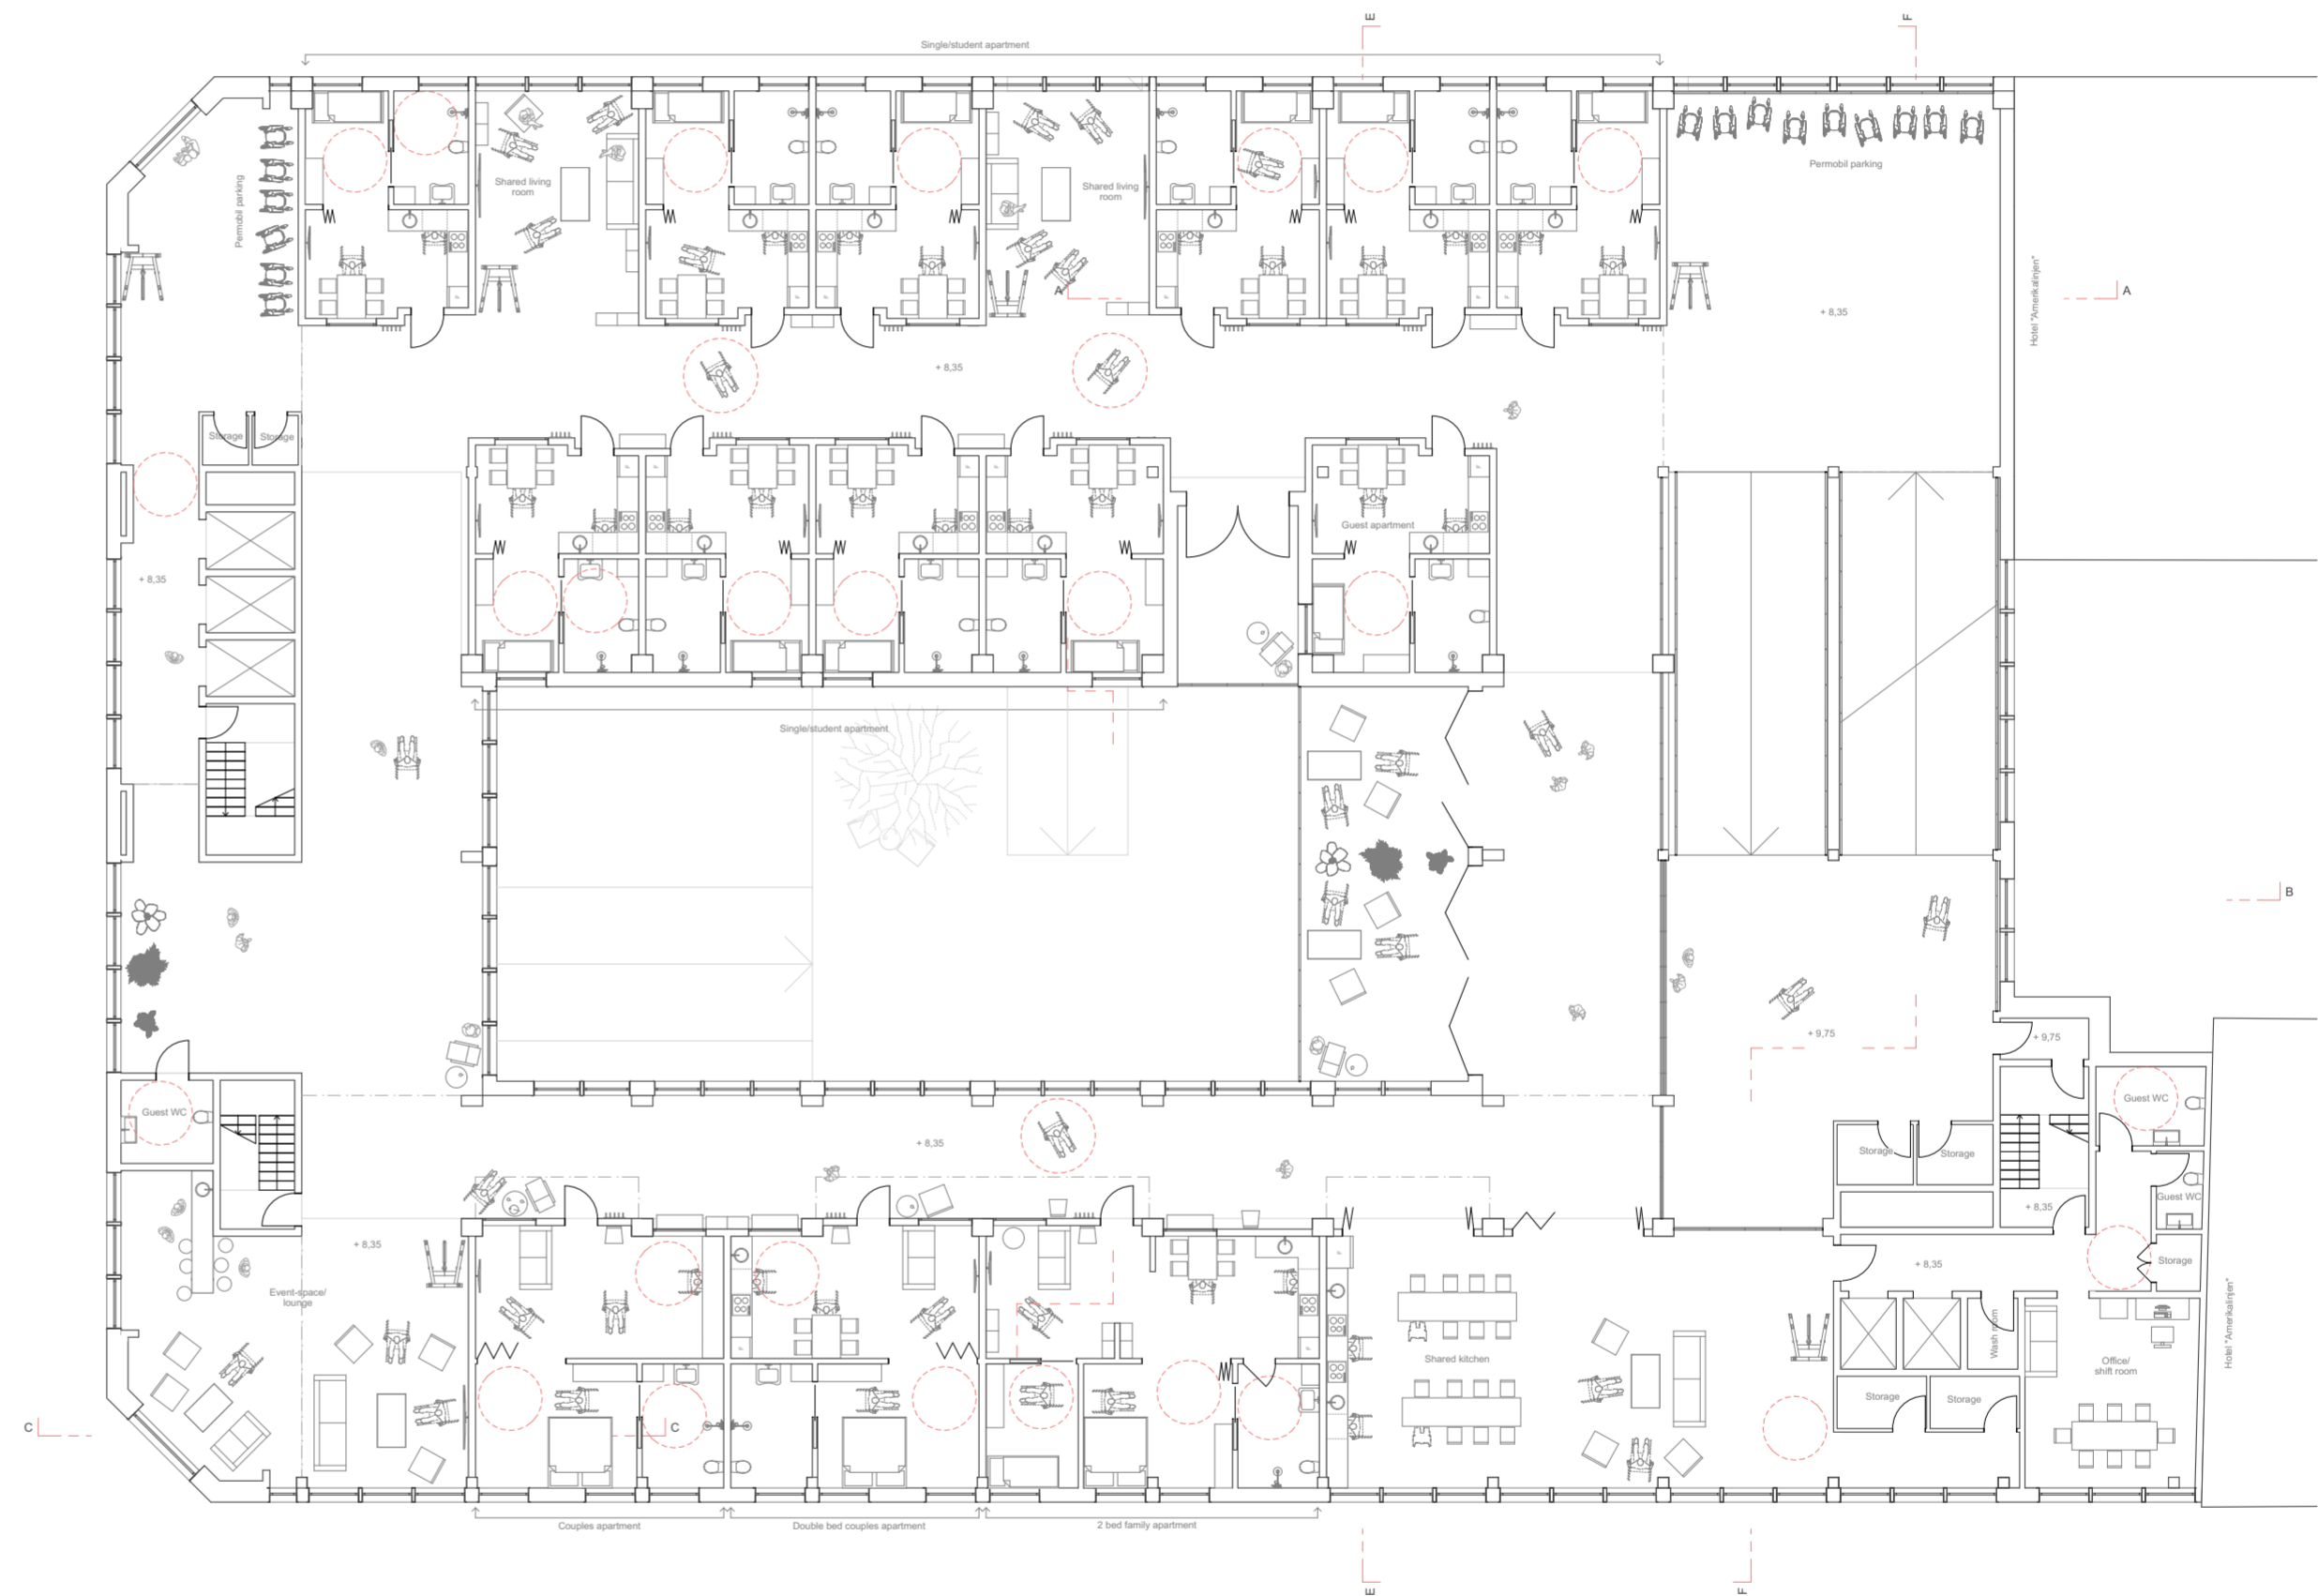 E
F
Single/student apartment
Permobil parking
Shared living
room
Shared living
room
Permobil parking
Hotel "Amerikalinjen"
A
A
+ 8,35
+ 8,35
Storage
Storage
Guest apartment
+ 8,35
Single/student apartment
B
+ 9,75
+ 9,75
Guest WC
Guest WC
+ 8,35
Storage
Storage
Guest WC
+ 8,35
+ 8,35
Storage
+ 8,35
Event-space/
lounge
Hotel "Amerikalinjen"
Wash room
Shared kitchen
Office/
shift room
Storage
Storage
C
C
Couples apartment
Double bed couples apartment
2 bed family apartment
E
F